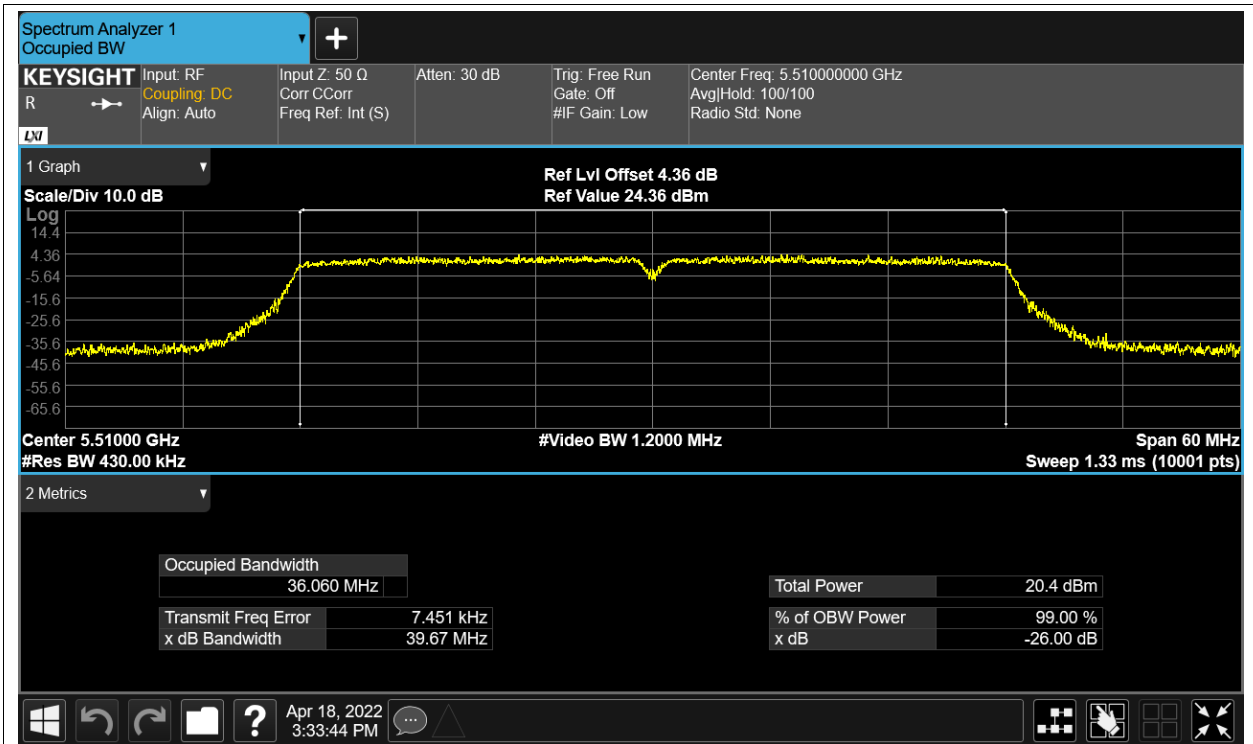 Spectrum Analyzer 1
Occupied BW
KEYSIGHT
R
LXI
Input: RF
Coupling: DC
Align: Auto
Input Z: 50 Ω
Corr CCorr
Freq Ref: Int (S)
Atten: 30 dB
Trig: Free Run
Gate: Off
#IF Gain: Low
Center Freq: 5.510000000 GHz
Avg|Hold: 100/100
Radio Std: None
1 Graph
Scale/Div 10.0 dB
Ref Lvl Offset 4.36 dB
Ref Value 24.36 dBm
Log
14.4
4.36
-5.64
-15.6
-25.6
-35.6
-45.6
-55.6
-65.6
Center 5.51000 GHz
#Video BW 1.2000 MHz
Span 60 MHz
#Res BW 430.00 kHz
Sweep 1.33 ms (10001 pts)
2 Metrics
Occupied Bandwidth
36.060 MHz
Total Power 20.4 dBm
Transmit Freq Error 7.451 kHz
% of OBW Power 99.00 %
x dB Bandwidth 39.67 MHz
x dB -26.00 dB
?
Apr 18, 2022
3:33:44 PM